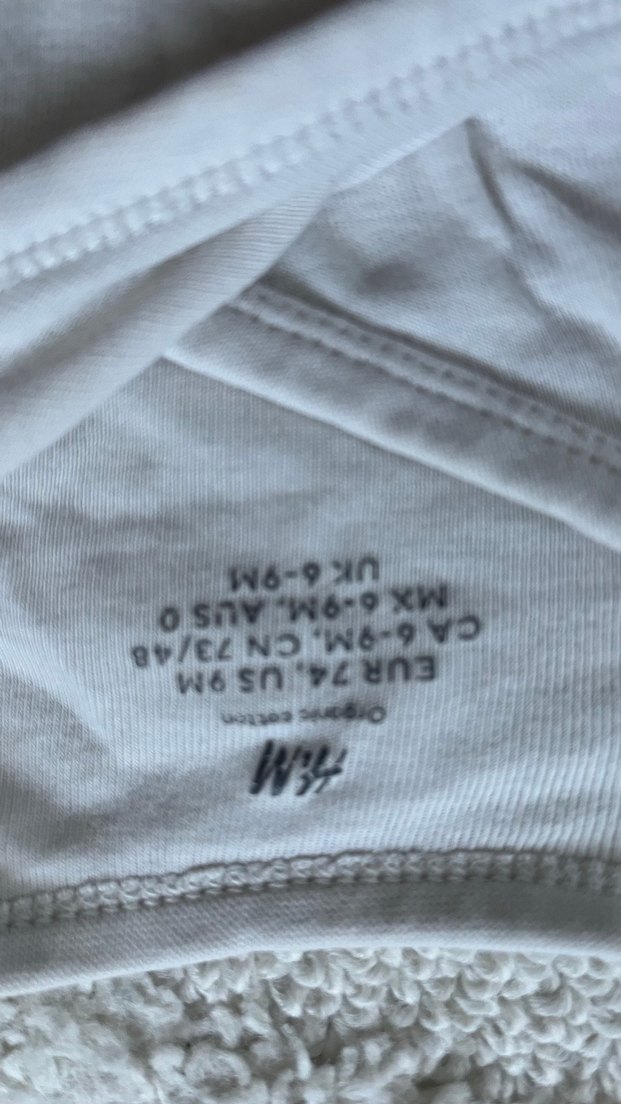 H&M
Organic cotton
EUR 74, US 9M
CA 6-9M, CN 73/48
MX 6-9M, AUS 0
UK 6-9M